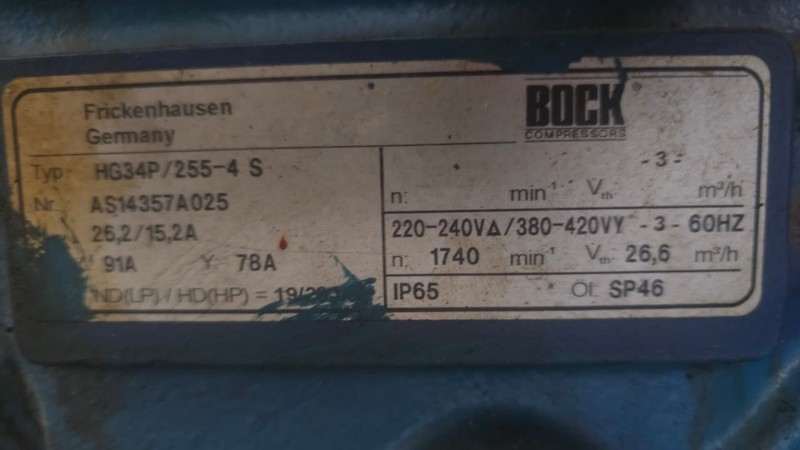 Frickenhausen
Germany
BOCK®
COMPRESSORS
Typ: HG34P/255-4 S
Nr. AS14357A025
26,2/15,2A
91A Y 78A
ND(LP) / HD(HP) = 19/
- 3 -
n: min⁻¹ Vth: m³/h
220-240VΔ/380-420VY - 3 - 60HZ
n: 1740 min⁻¹ Vth: 26,6 m³/h
IP65 Öl: SP46